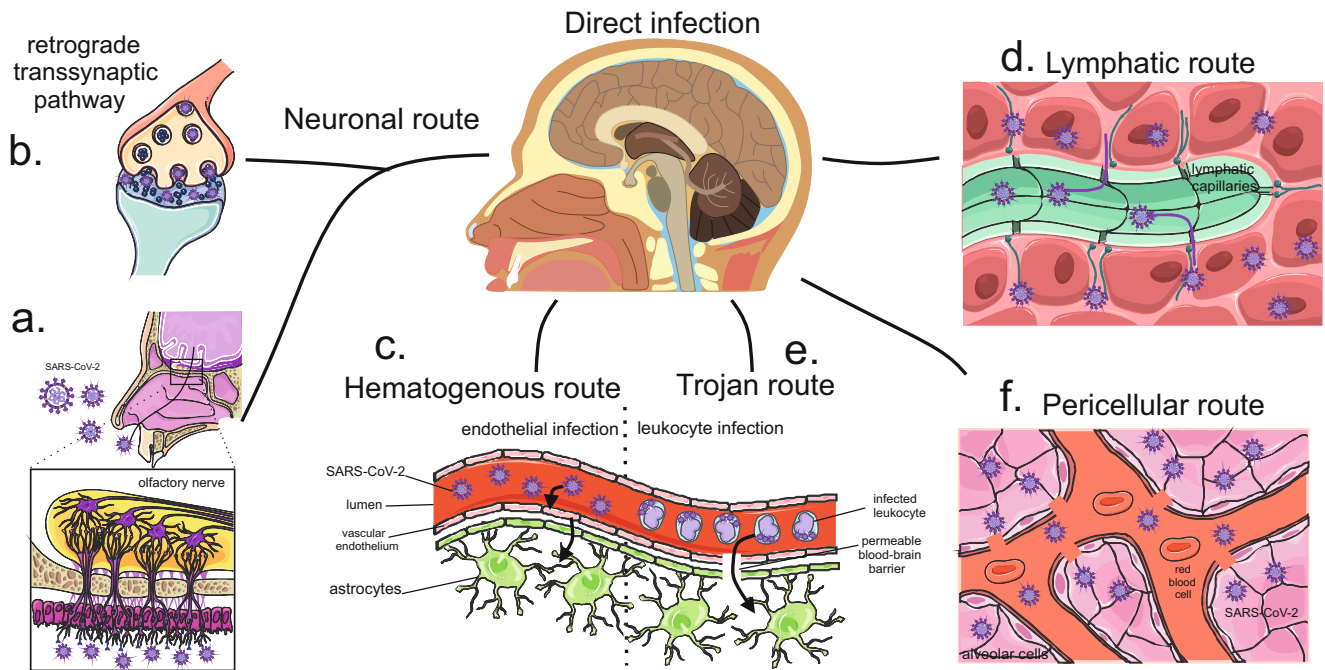 Direct infection
retrograde
transsynaptic
pathway
b.
Neuronal route
d. Lymphatic route
lymphatic
capillaries
a.
SARS-CoV-2
olfactory nerve
c.
Hematogenous route
endothelial infection
SARS-CoV-2
lumen
vascular
endothelium
astrocytes
e.
Trojan route
leukocyte infection
infected
leukocyte
permeable
blood-brain
barrier
f. Pericellular route
red
blood
cell
SARS-CoV-2
alveolar cells